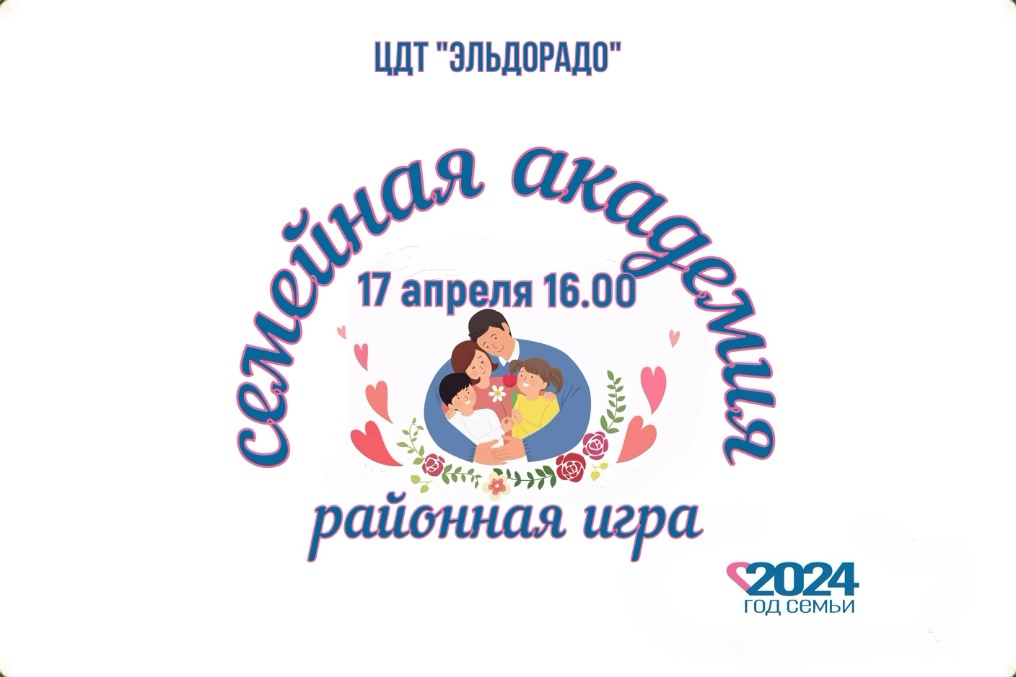 ЦДТ "ЭЛЬДОРАДО"
семейная академия
17 апреля 16.00
районная игра
2024
год семьи